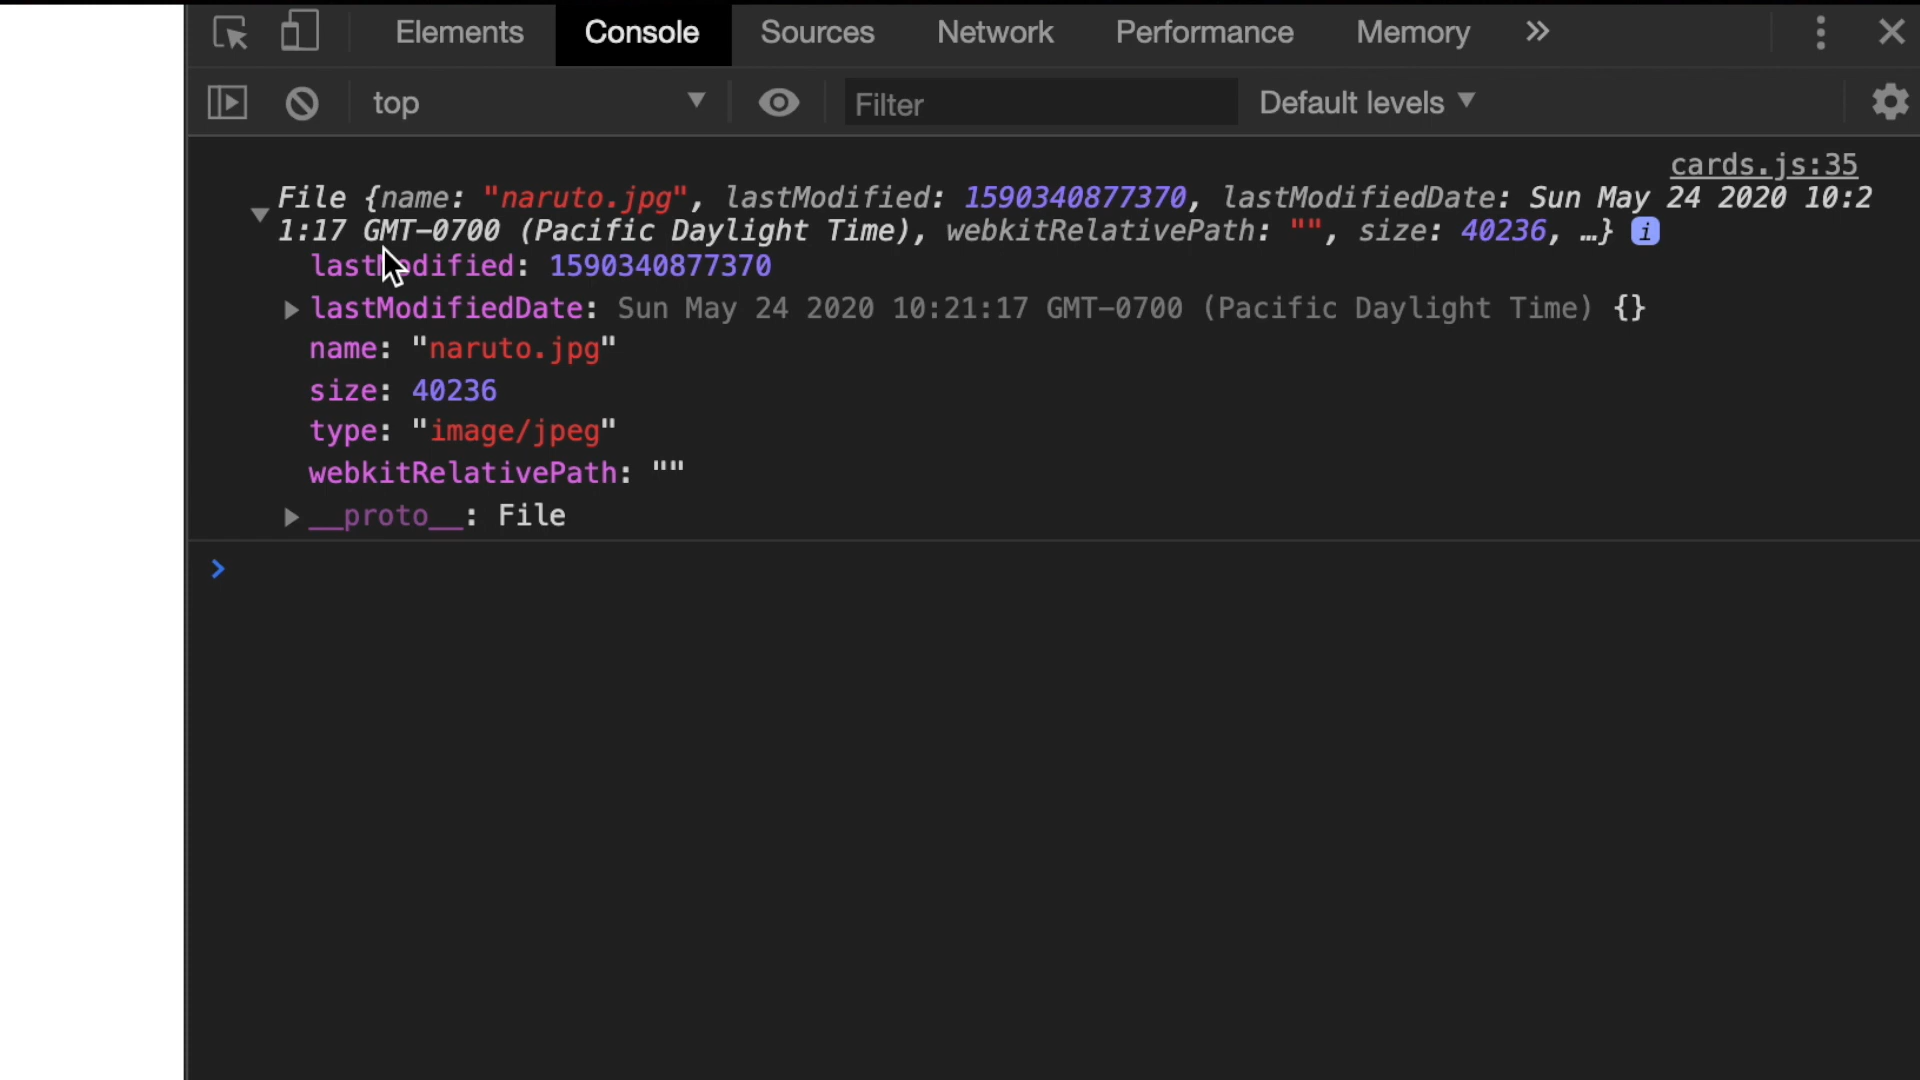 Elements Console Sources Network Performance Memory »
top Filter Default levels
cards.js:35
File {name: "naruto.jpg", lastModified: 1590340877370, lastModifiedDate: Sun May 24 2020 10:2
1:17 GMT-0700 (Pacific Daylight Time), webkitRelativePath: "", size: 40236, …} i
lastModified: 1590340877370
lastModifiedDate: Sun May 24 2020 10:21:17 GMT-0700 (Pacific Daylight Time) {}
name: "naruto.jpg"
size: 40236
type: "image/jpeg"
webkitRelativePath: ""
__proto__: File